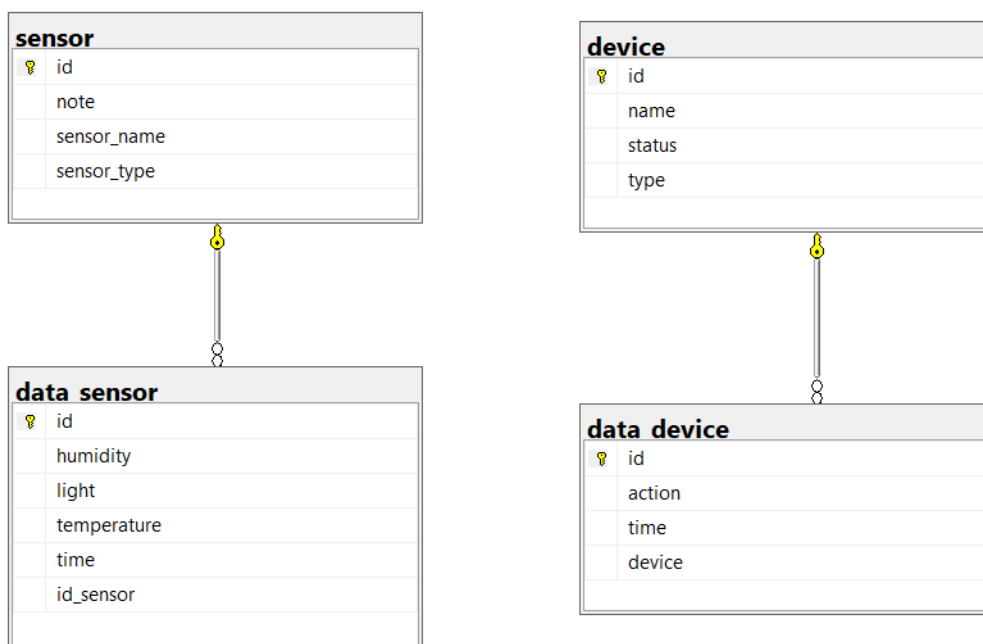 sensor
id
note
sensor_name
sensor_type
device
id
name
status
type
data_sensor
id
humidity
light
temperature
time
id_sensor
data_device
id
action
time
device